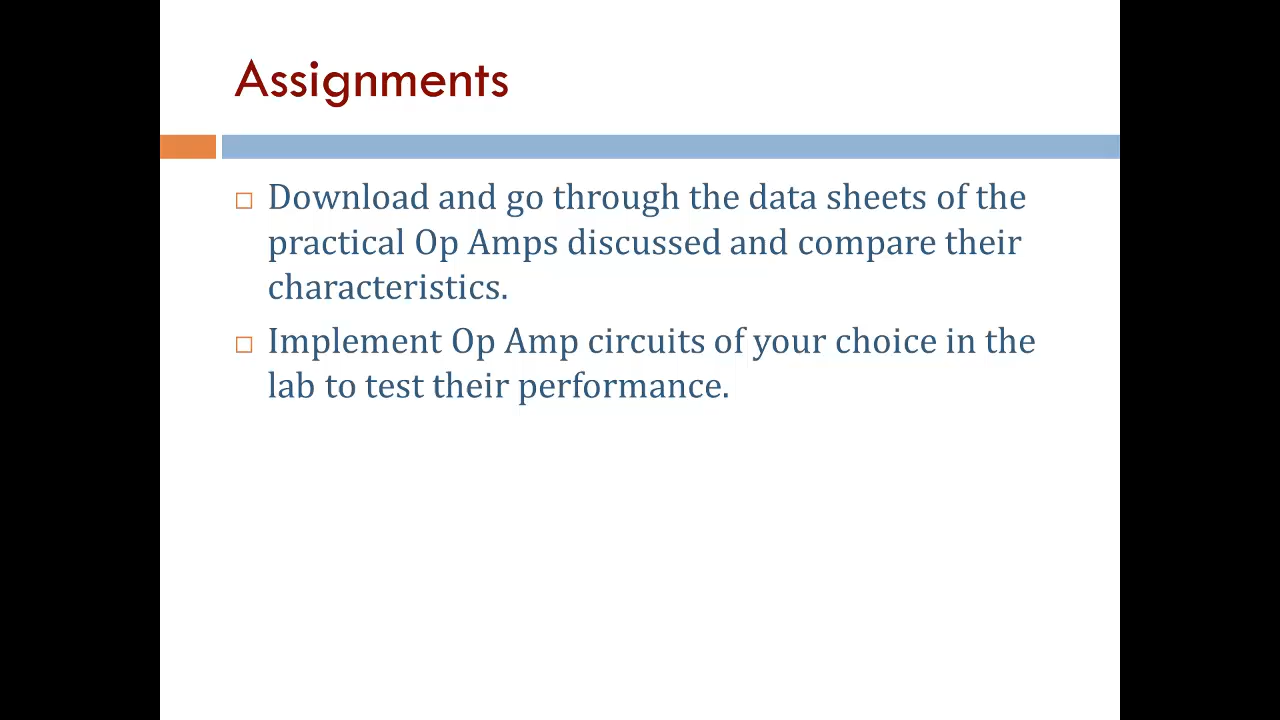 Assignments
Download and go through the data sheets of the
practical Op Amps discussed and compare their
characteristics.
Implement Op Amp circuits of your choice in the
lab to test their performance.